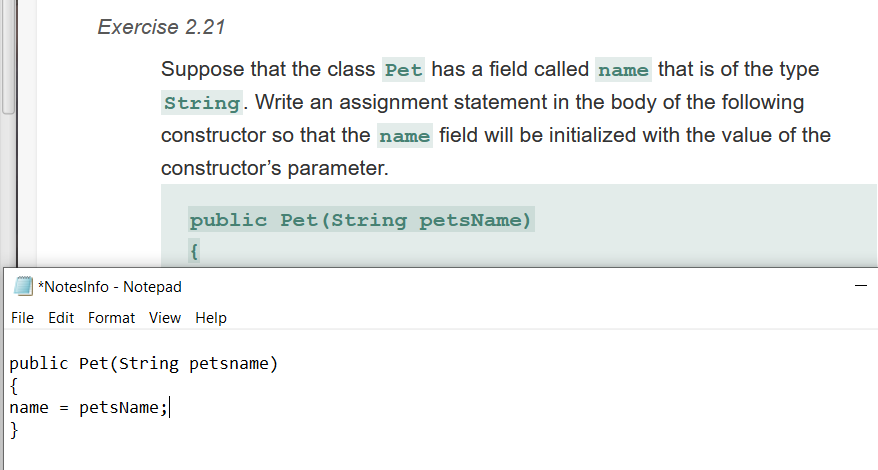 Exercise 2.21
Suppose that the class Pet has a field called name that is of the type
String. Write an assignment statement in the body of the following
constructor so that the name field will be initialized with the value of the
constructor’s parameter.
public Pet(String petsName)
{
*NotesInfo - Notepad
File Edit Format View Help
public Pet(String petsname)
{
name = petsName;
}